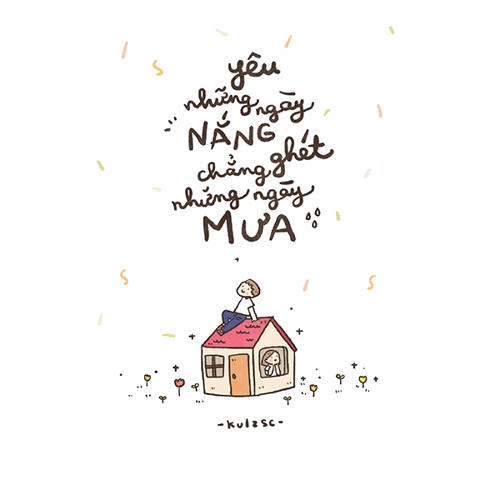 yêu
những ngày
NẮNG
chẳng ghét
những ngày
MƯA
-kulzsc-